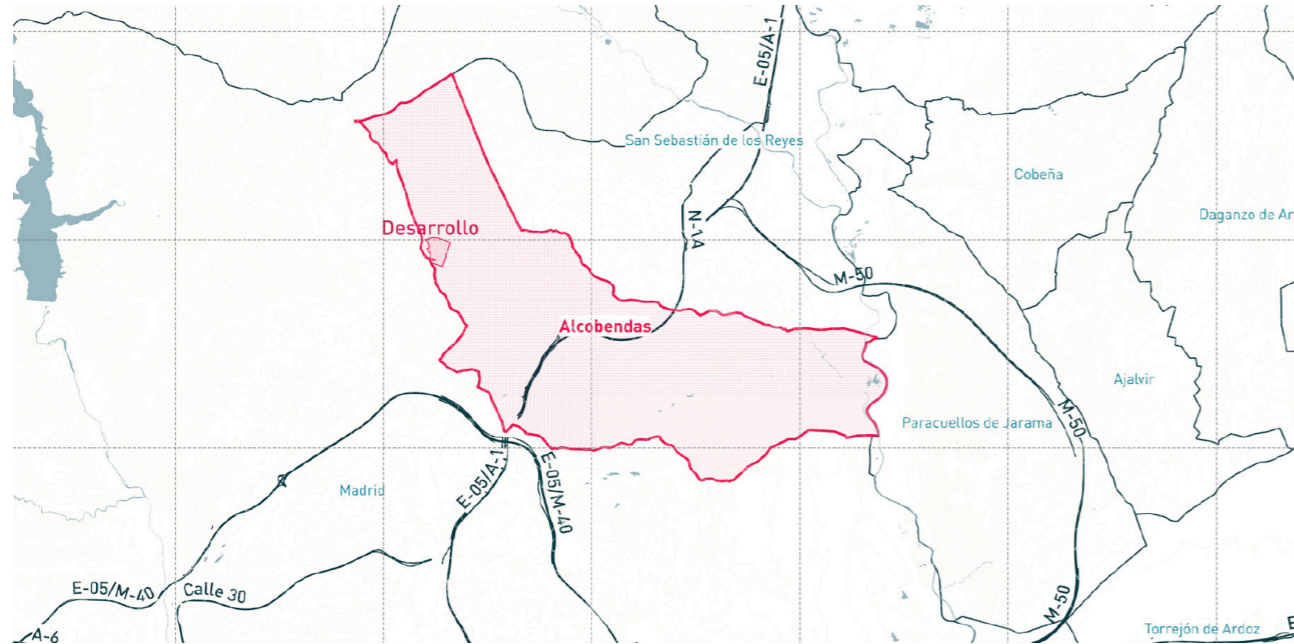 E-05/A-1
San Sebastián de los Reyes
Cobeña
Daganzo de Ar
Desarrollo
N-1A
M-50
Alcobendas
Ajalvir
Paracuellos de Jarama
M-50
E-05/A-1
E-05/M-40
Madrid
E-05/M-40
Calle 30
M-50
A-6
Torrejón de Ardoz
E